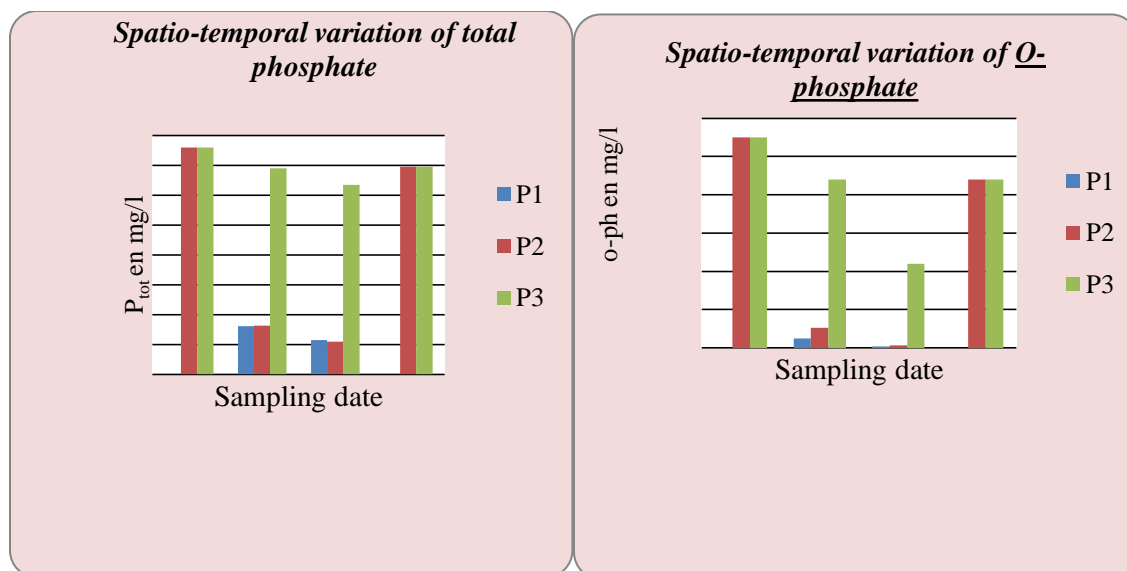 Spatio-temporal variation of total
phosphate
P_tot en mg/l
P1
P2
P3
Sampling date
Spatio-temporal variation of O-
phosphate
o-ph en mg/l
P1
P2
P3
Sampling date